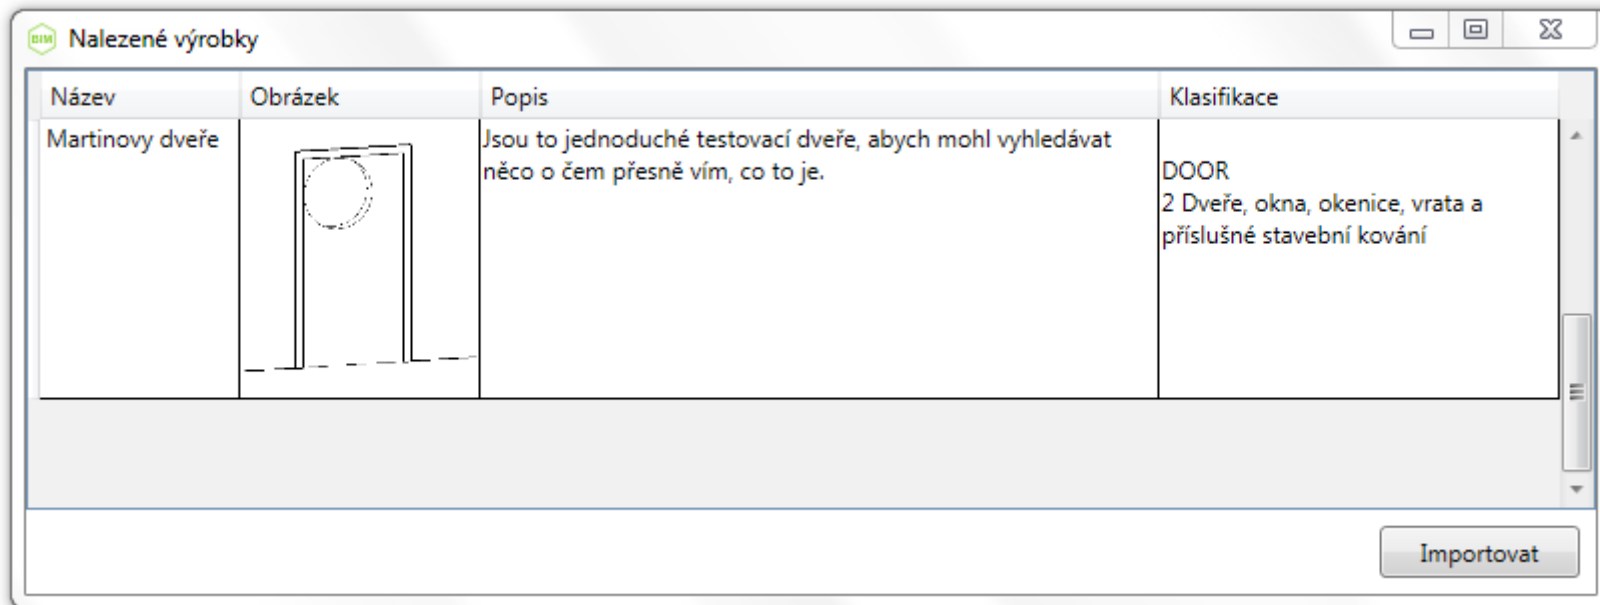 BIM Nalezené výrobky
Název Obrázek Popis Klasifikace
Martinovy dveře
Jsou to jednoduché testovací dveře, abych mohl vyhledávat
něco o čem přesně vím, co to je.
DOOR
2 Dveře, okna, okenice, vrata a
příslušné stavební kování
Importovat